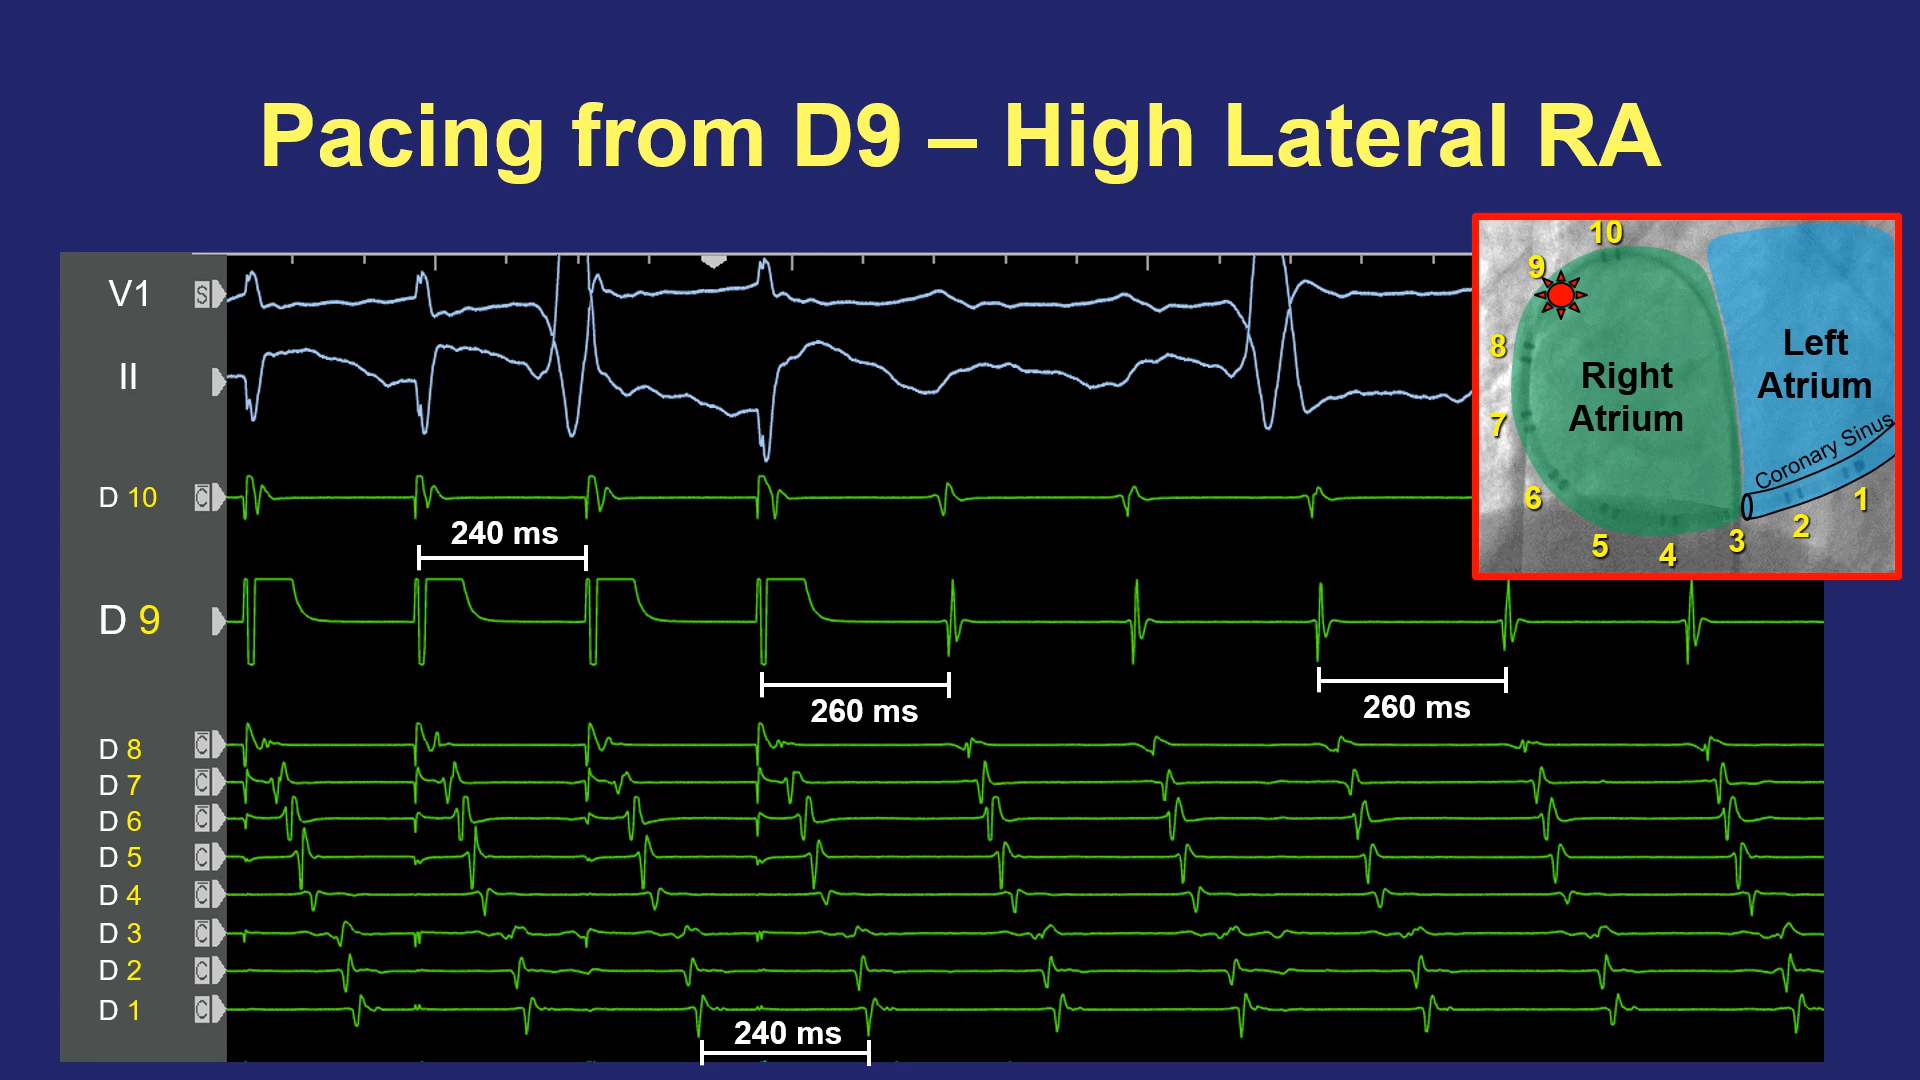 Pacing from D9 – High Lateral RA
V1
S
II
D 10
C
240 ms
D 9
260 ms
260 ms
D 8
C
D 7
C
D 6
C
D 5
C
D 4
C
D 3
C
D 2
C
D 1
C
240 ms
10
9
8
7
6
5
4
3
2
1
Right
Atrium
Left
Atrium
Coronary Sinus